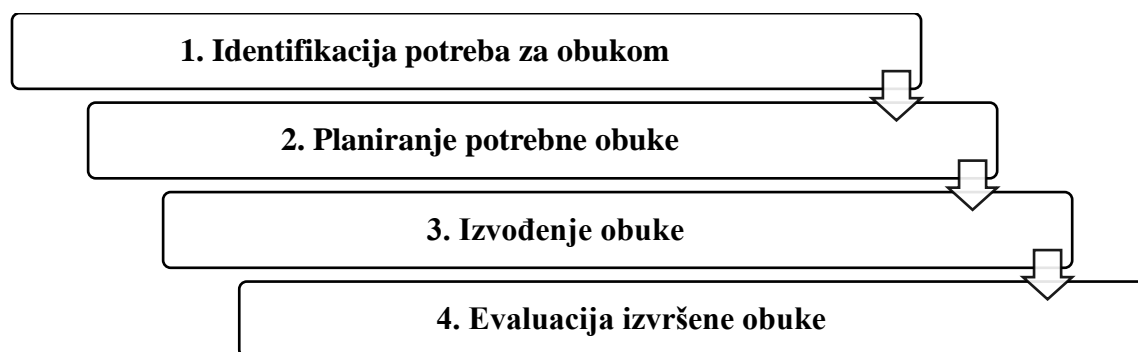 1. Identifikacija potreba za obukom
2. Planiranje potrebne obuke
3. Izvođenje obuke
4. Evaluacija izvršene obuke